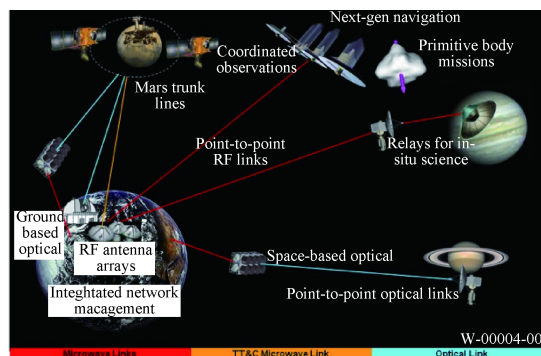 Next-gen navigation
Coordinated
observations
Primitive body
missions
Mars trunk
lines
Point-to-point
RF links
Relays for in-
situ science
Ground
based
optical
RF antenna
arrays
Space-based optical
Integhtated network
macagement
Point-to-point optical links
W-00004-00
Microwave Links
TT&C Microwave Link
Optical Link